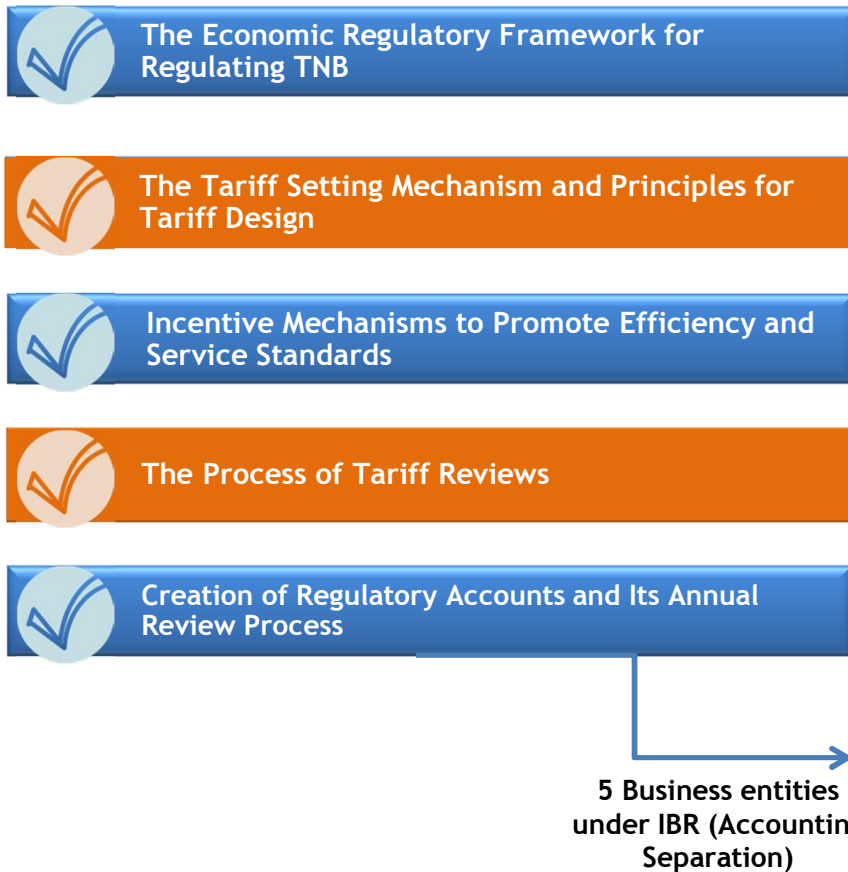 The Economic Regulatory Framework for
Regulating TNB
The Tariff Setting Mechanism and Principles for
Tariff Design
Incentive Mechanisms to Promote Efficiency and
Service Standards
The Process of Tariff Reviews
Creation of Regulatory Accounts and Its Annual
Review Process
5 Business entities
under IBR (Accountin
Separation)